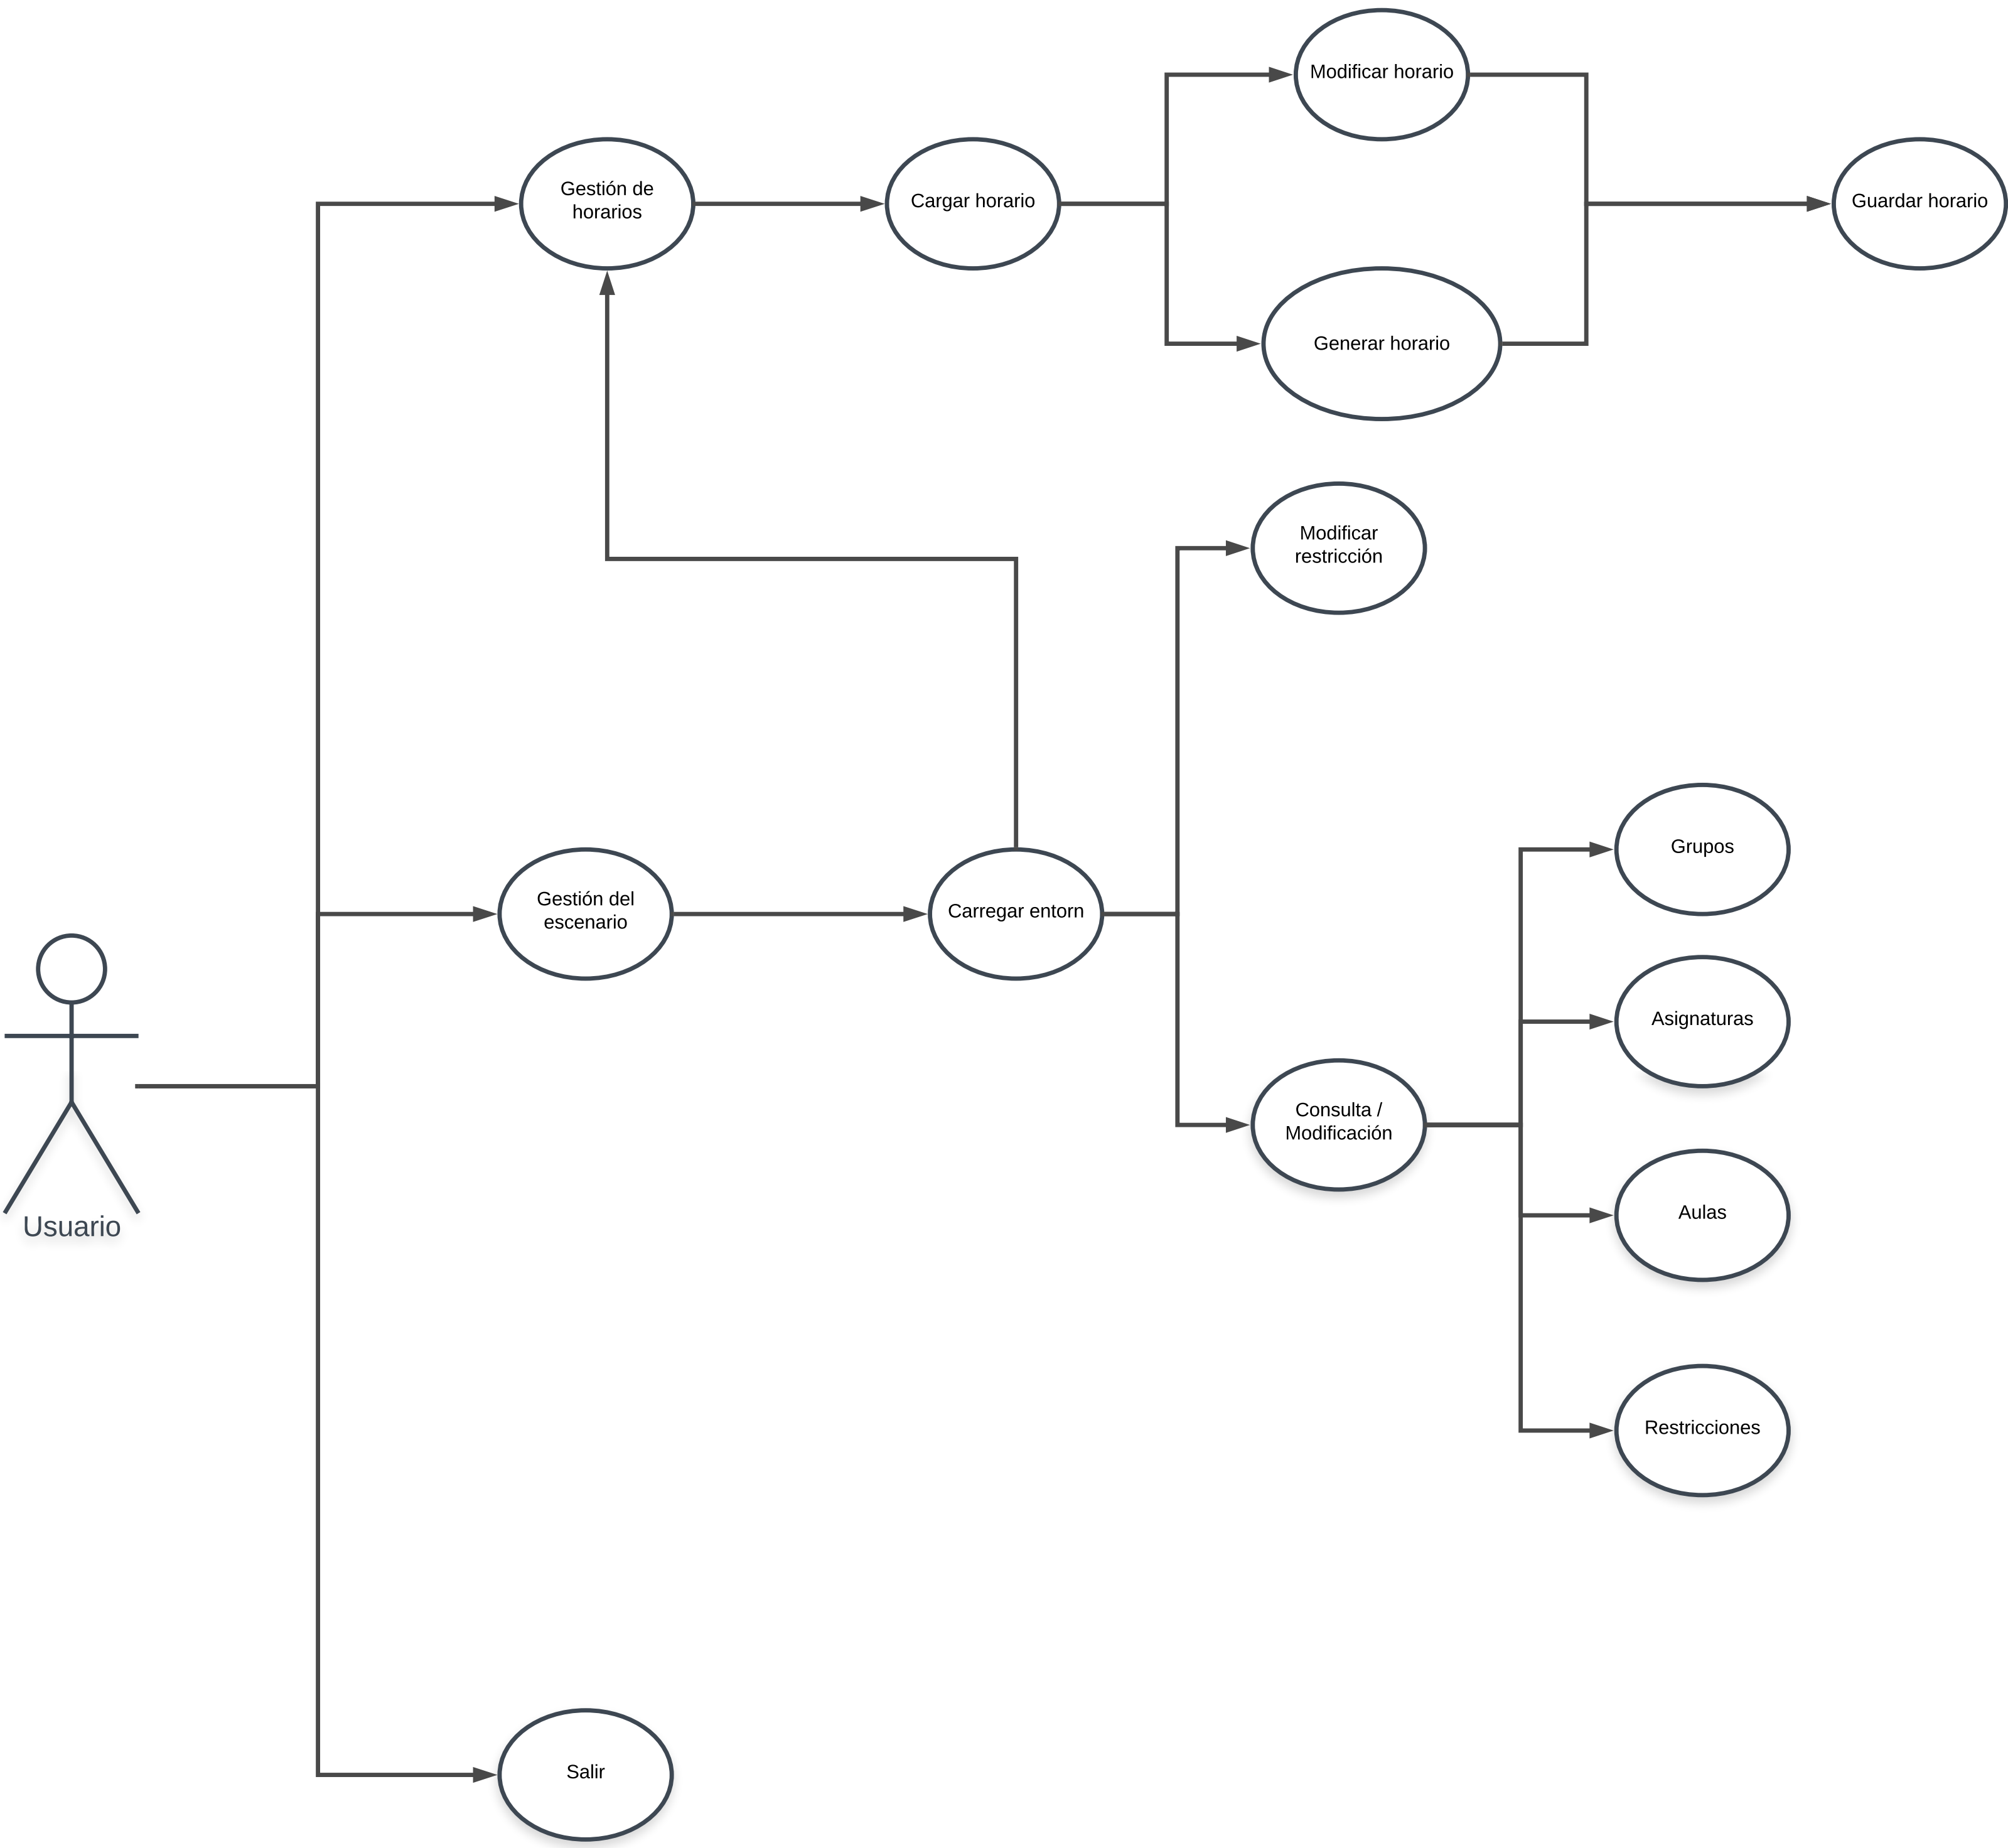 Modificar horario
Gestión de
horarios
Cargar horario
Guardar horario
Generar horario
Modificar
restricción
Grupos
Gestión del
escenario
Carregar entorn
Asignaturas
Consulta /
Modificación
Aulas
Usuario
Restricciones
Salir